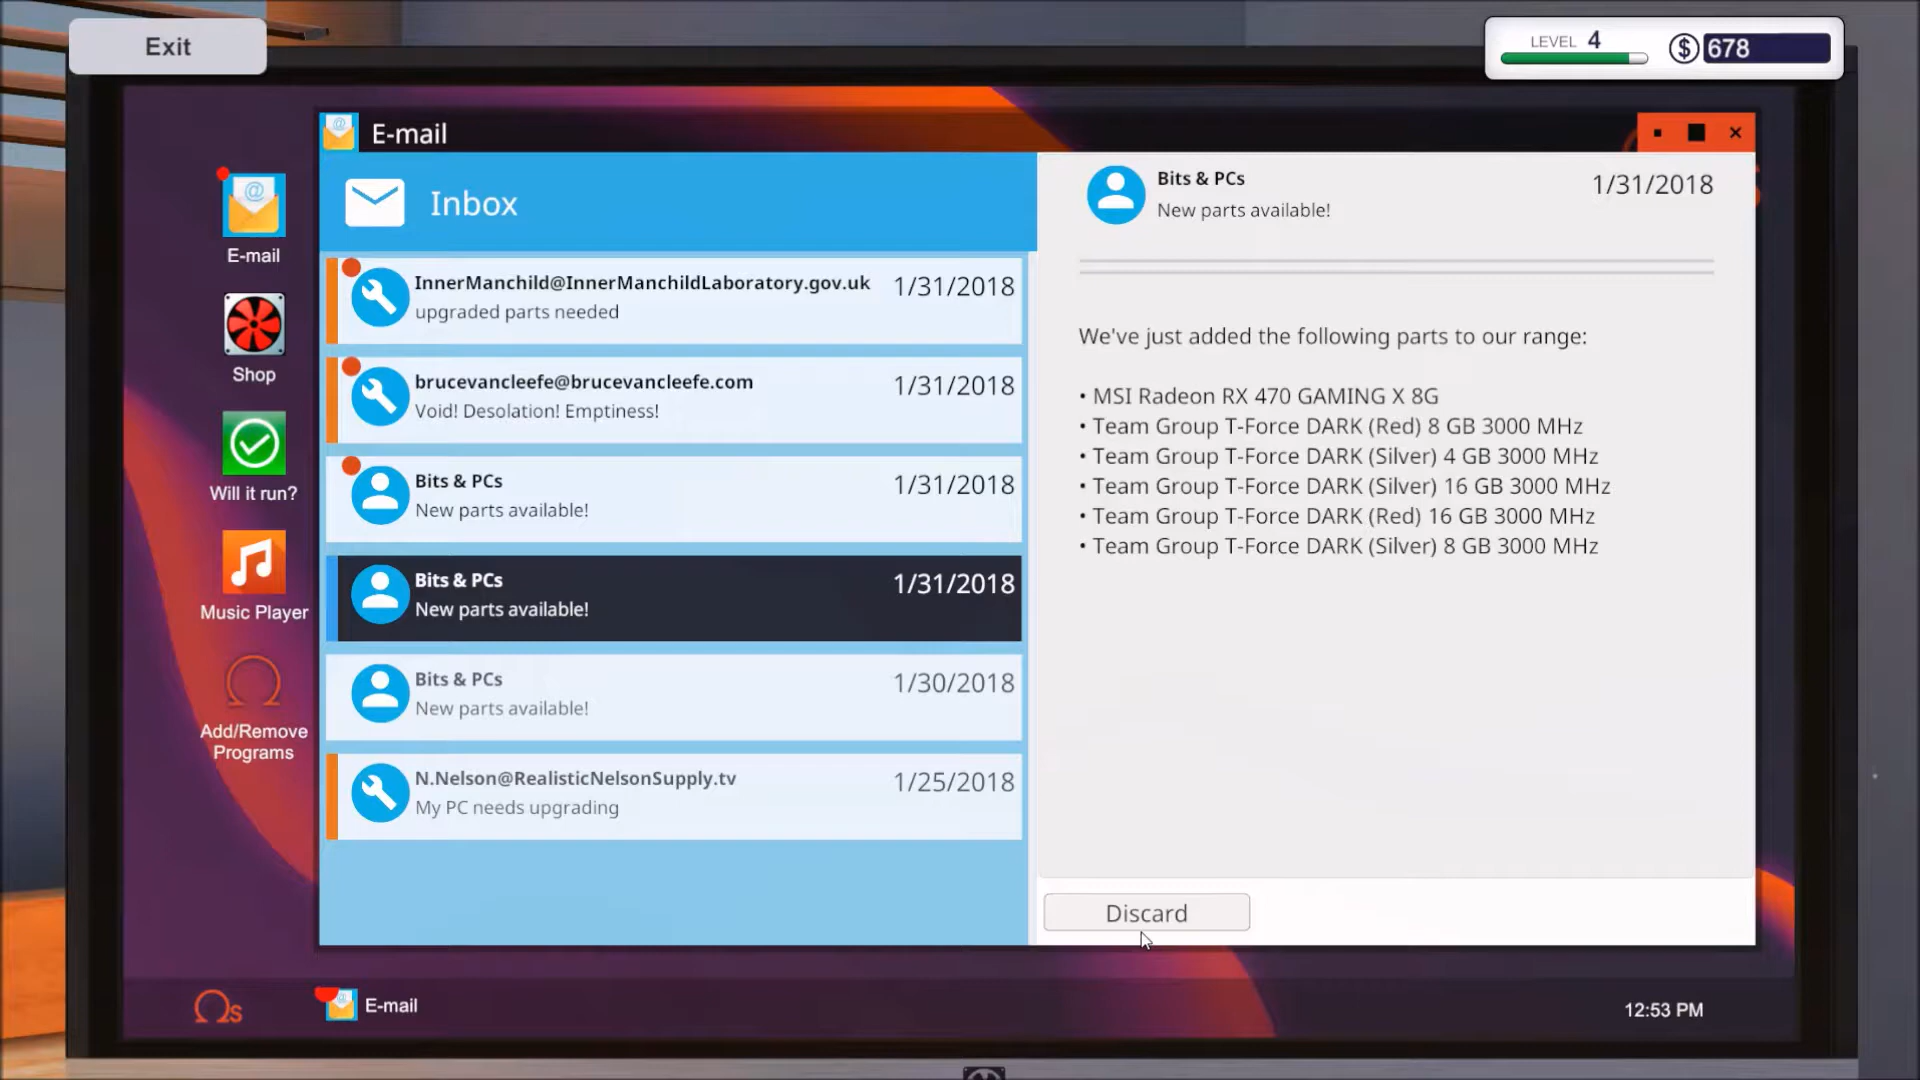 Exit
LEVEL 4
$ 678
E-mail
E-mail
Shop
Will it run?
Music Player
Add/Remove
Programs
Inbox
InnerManchild@InnerManchildLaboratory.gov.uk 1/31/2018
upgraded parts needed
brucevancleefe@brucevancleefe.com 1/31/2018
Void! Desolation! Emptiness!
Bits & PCs 1/31/2018
New parts available!
Bits & PCs 1/31/2018
New parts available!
Bits & PCs 1/30/2018
New parts available!
N.Nelson@RealisticNelsonSupply.tv 1/25/2018
My PC needs upgrading
Bits & PCs 1/31/2018
New parts available!
We've just added the following parts to our range:
• MSI Radeon RX 470 GAMING X 8G
• Team Group T-Force DARK (Red) 8 GB 3000 MHz
• Team Group T-Force DARK (Silver) 4 GB 3000 MHz
• Team Group T-Force DARK (Silver) 16 GB 3000 MHz
• Team Group T-Force DARK (Red) 16 GB 3000 MHz
• Team Group T-Force DARK (Silver) 8 GB 3000 MHz
Discard
Ωs
E-mail
12:53 PM